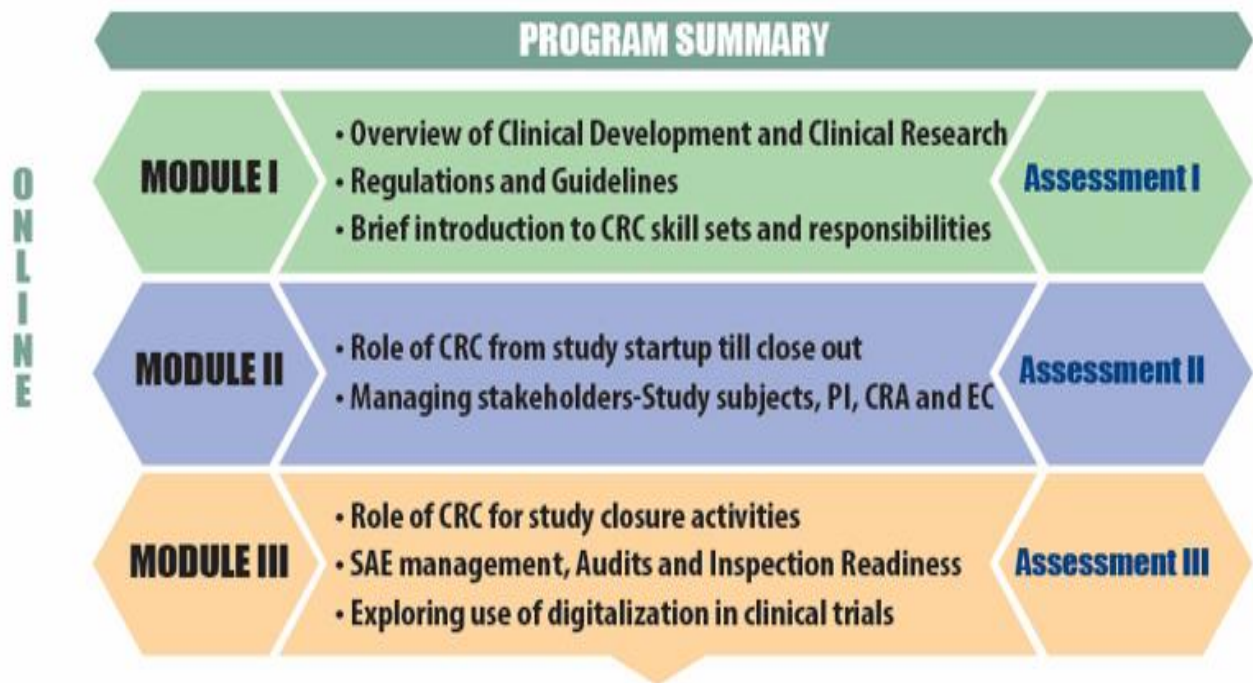 PROGRAM SUMMARY
ONLINE
MODULE I
• Overview of Clinical Development and Clinical Research
• Regulations and Guidelines
• Brief introduction to CRC skill sets and responsibilities
Assessment I
MODULE II
• Role of CRC from study startup till close out
• Managing stakeholders-Study subjects, PI, CRA and EC
Assessment II
MODULE III
• Role of CRC for study closure activities
• SAE management, Audits and Inspection Readiness
• Exploring use of digitalization in clinical trials
Assessment III